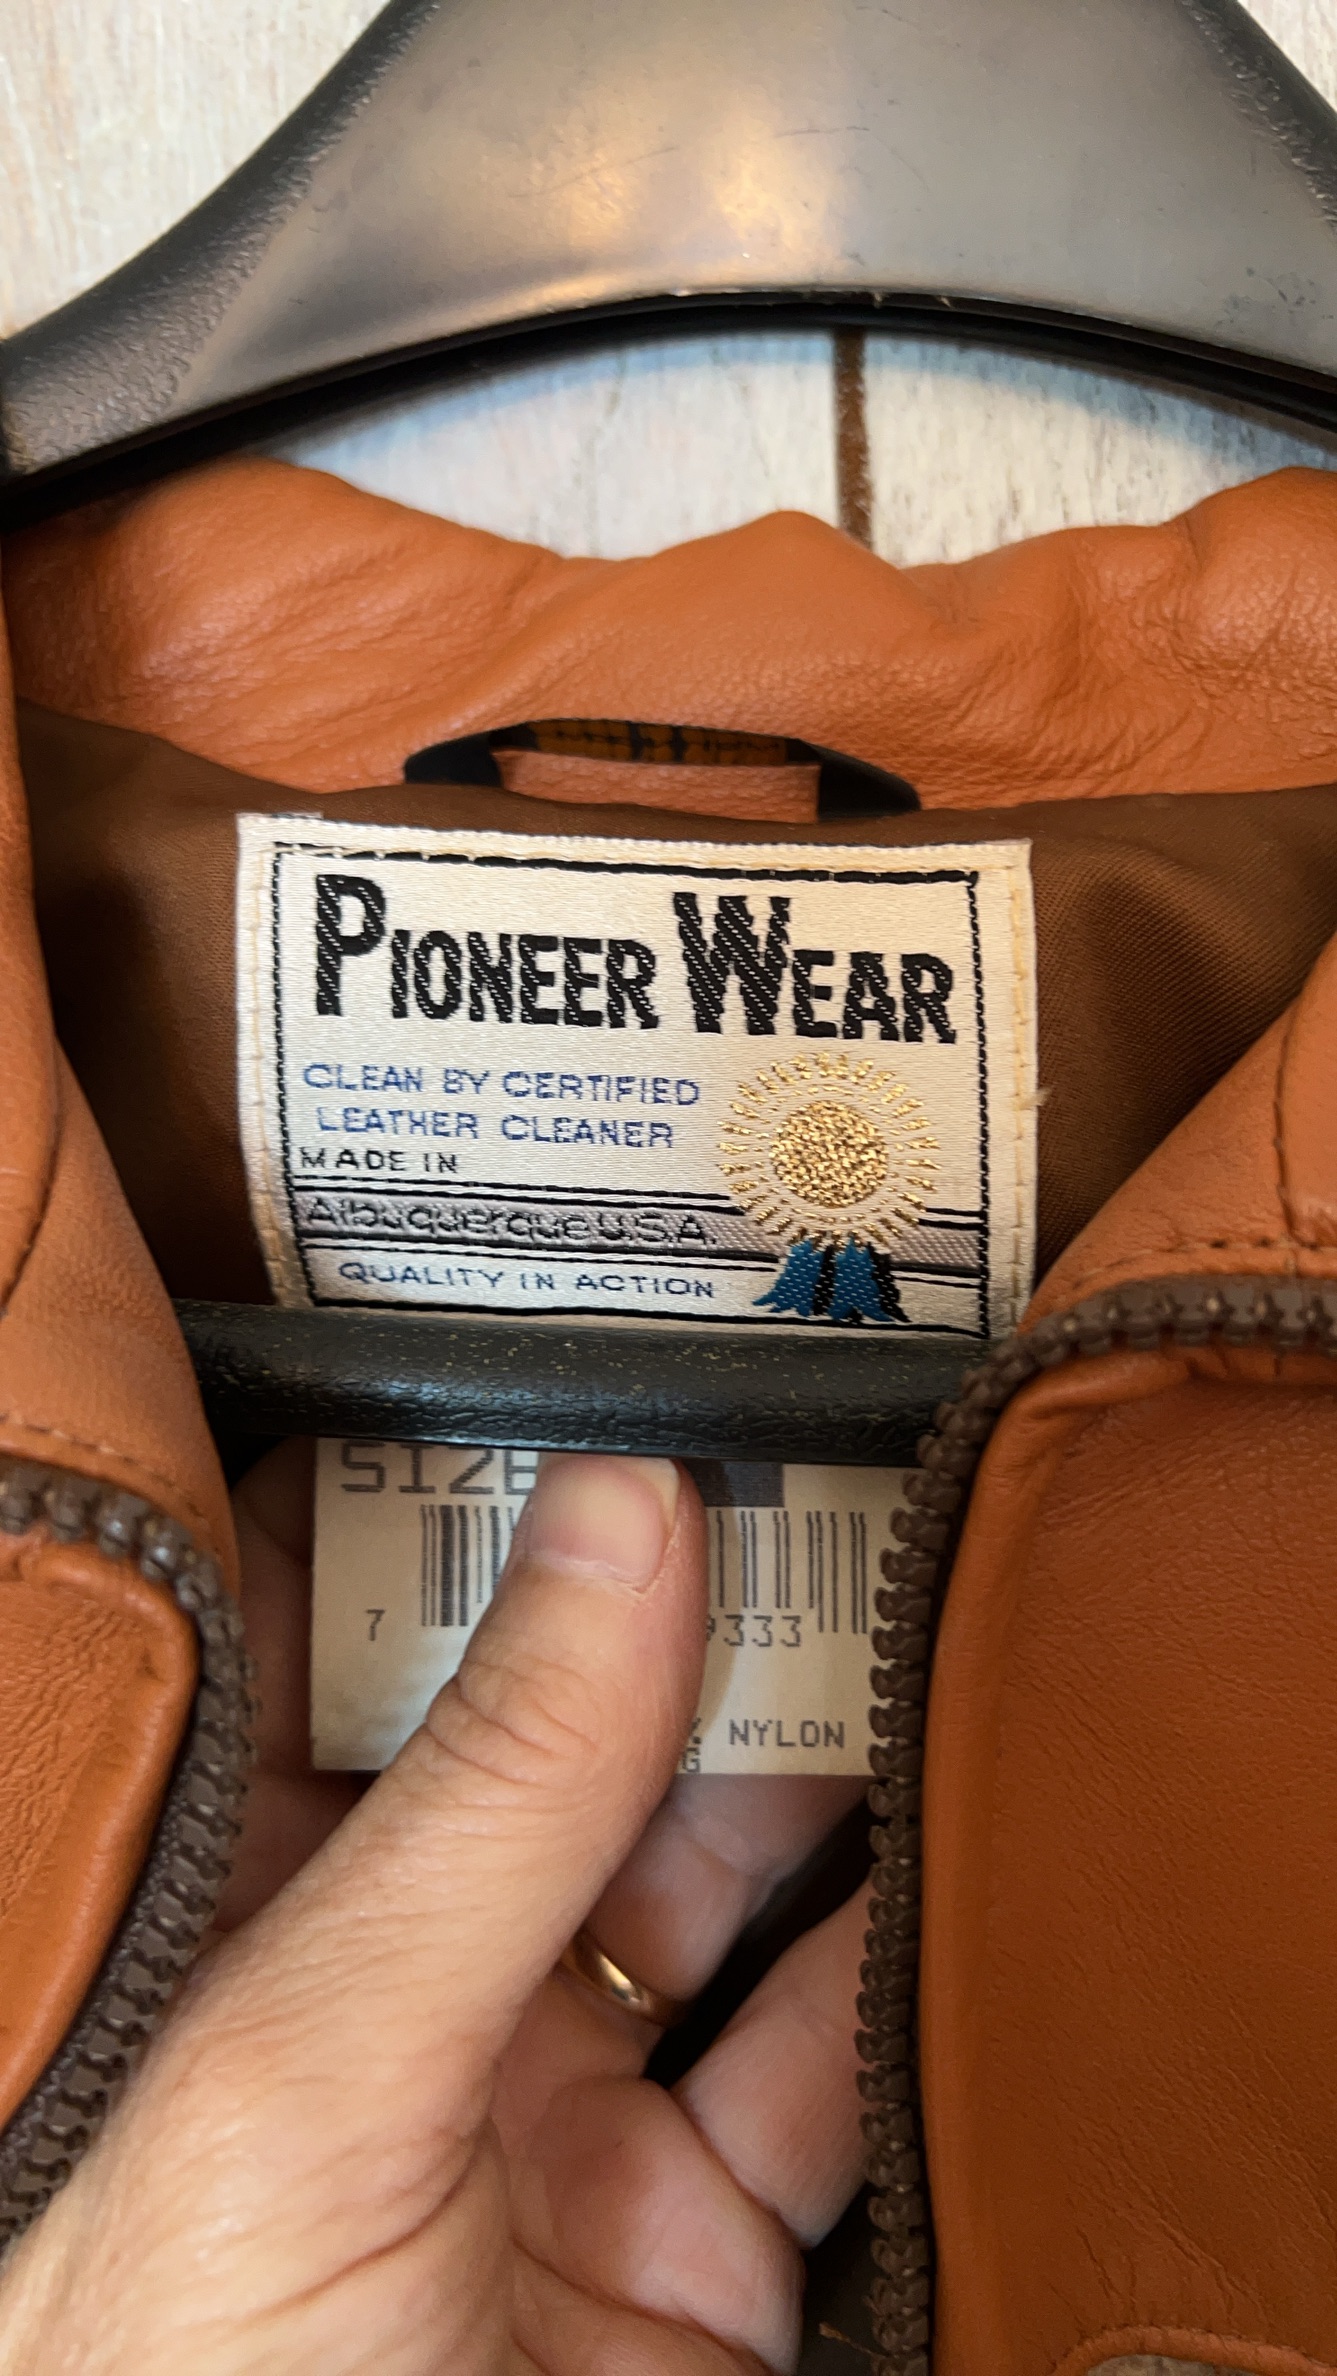 PIONEER WEAR
CLEAN BY CERTIFIED
LEATHER CLEANER
MADE IN
Albuquerque U.S.A.
QUALITY IN ACTION
SIZE
7 9333
% NYLON
G